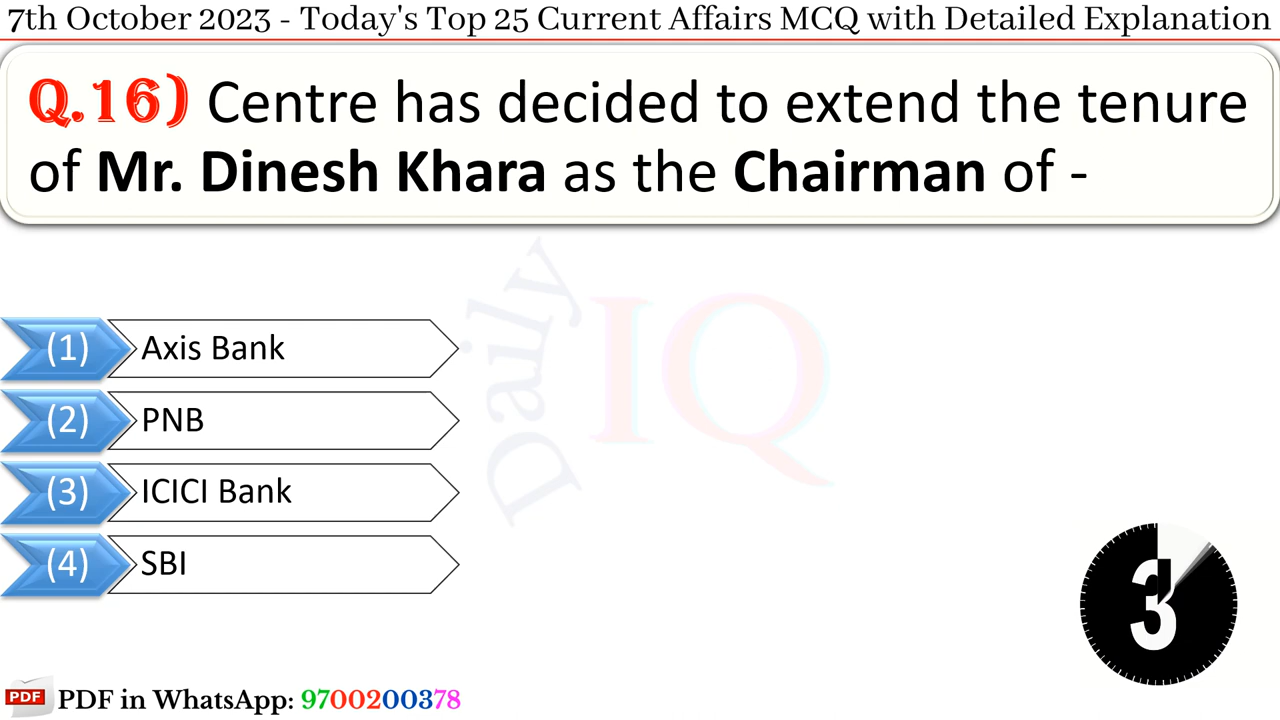 7th October 2023 - Today's Top 25 Current Affairs MCQ with Detailed Explanation
Q.16) Centre has decided to extend the tenure
of Mr. Dinesh Khara as the Chairman of -
Daily IQ
(1) Axis Bank
(2) PNB
(3) ICICI Bank
(4) SBI
3
PDF PDF in WhatsApp: 9700200378